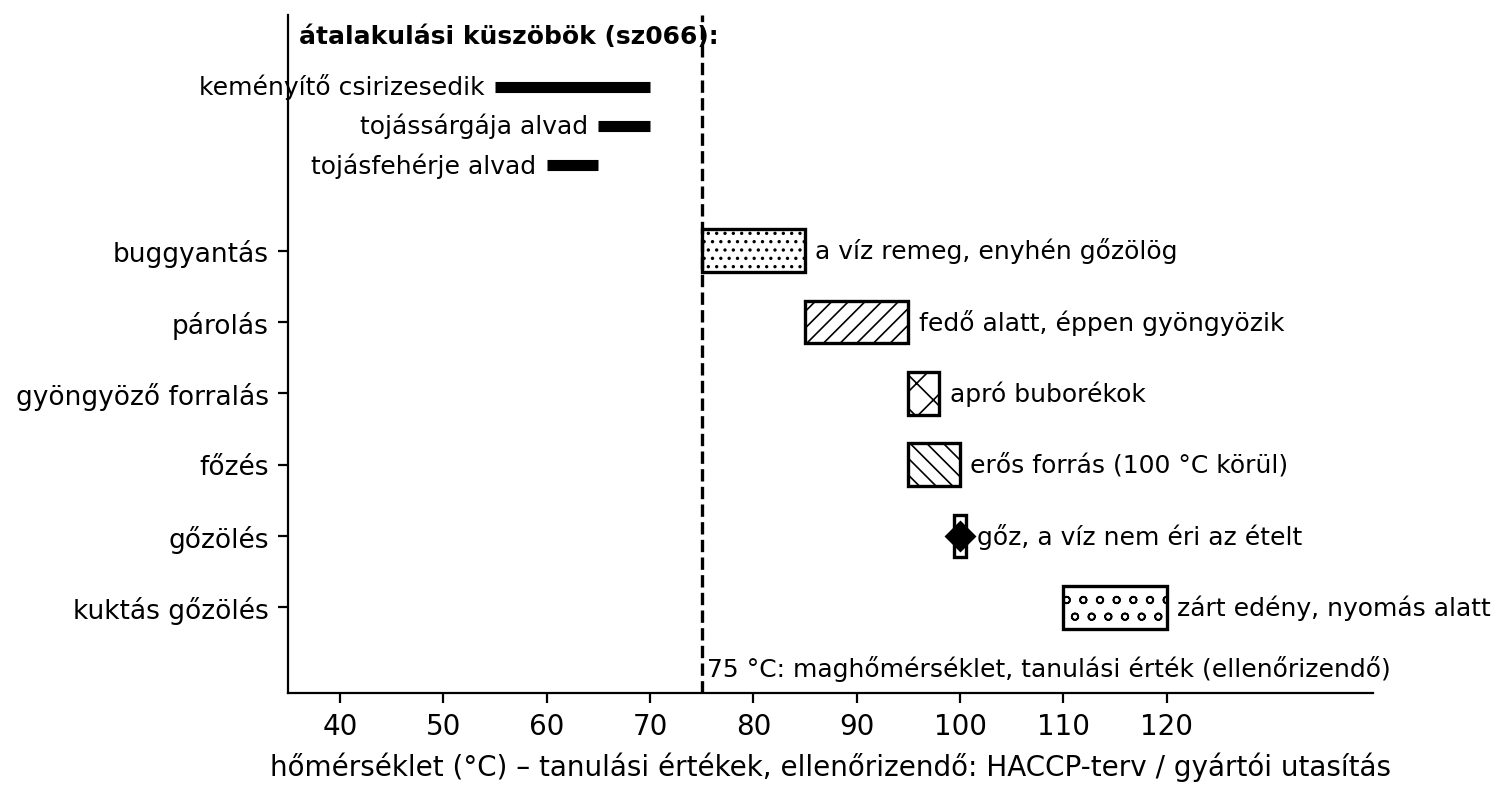 átalakulási küszöbök (sz066):
keményítő csirizesedik
tojássárgája alvad
tojásfehérje alvad
buggyantás a víz remeg, enyhén gőzölög
párolás fedő alatt, éppen gyöngyözik
gyöngyöző forralás apró buborékok
főzés erős forrás (100 °C körül)
gőzölés gőz, a víz nem éri az ételt
kuktás gőzölés zárt edény, nyomás alatt
75 °C: maghőmérséklet, tanulási érték (ellenőrizendő)
40 50 60 70 80 90 100 110 120
hőmérséklet (°C) – tanulási értékek, ellenőrizendő: HACCP-terv / gyártói utasítás